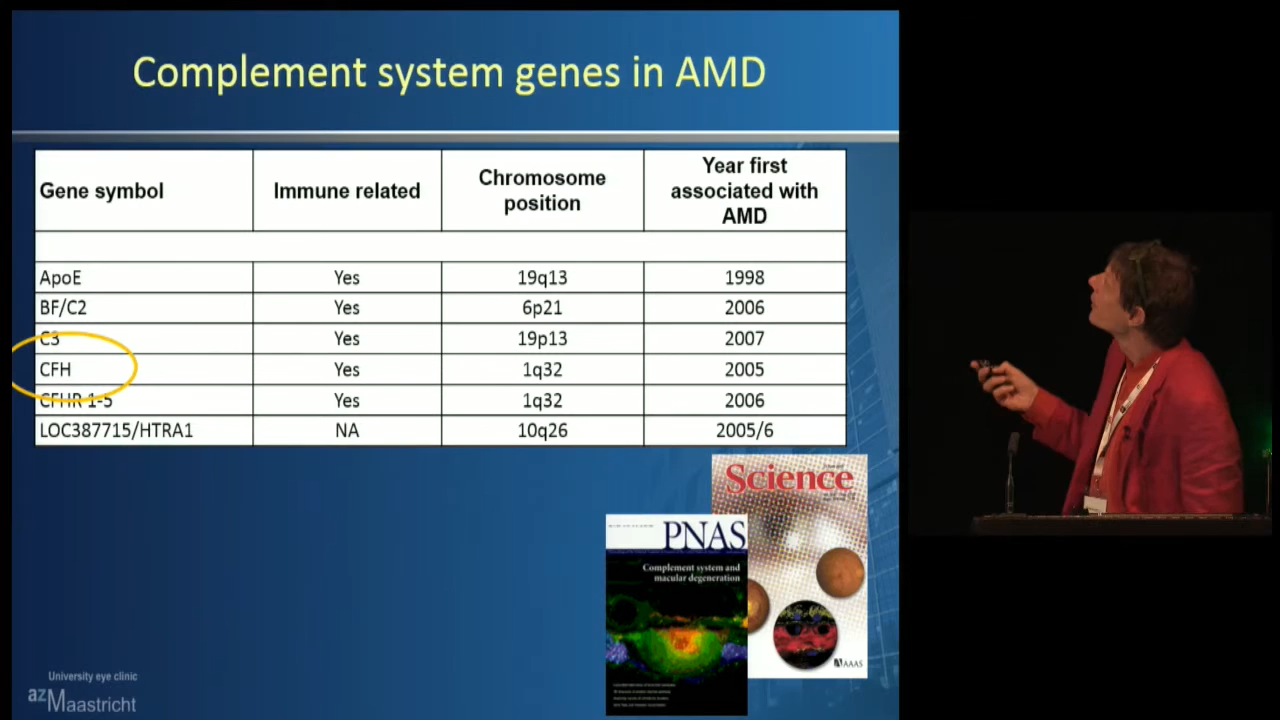 Complement system genes in AMD
Gene symbol
Immune related
Chromosome
position
Year first
associated with
AMD
ApoE
Yes
19q13
1998
BF/C2
Yes
6p21
2006
C3
Yes
19p13
2007
CFH
Yes
1q32
2005
CFHR 1-5
Yes
1q32
2006
LOC387715/HTRA1
NA
10q26
2005/6
Science
PNAS
Complement system and
macular degeneration
AAAS
University eye clinic
azMaastricht